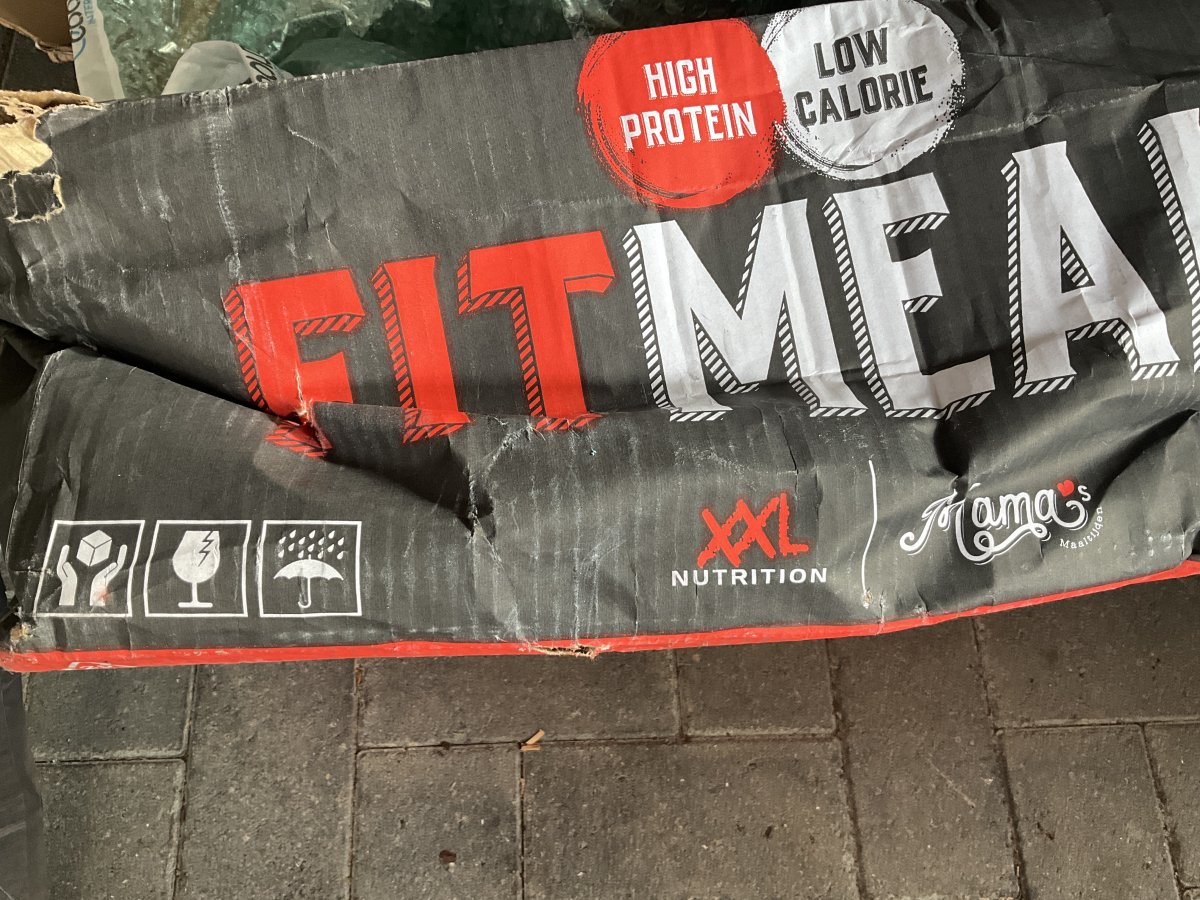 HIGH
PROTEIN
LOW
CALORIE
FITMEA
XXL
NUTRITION
Mama's
Maaltijden